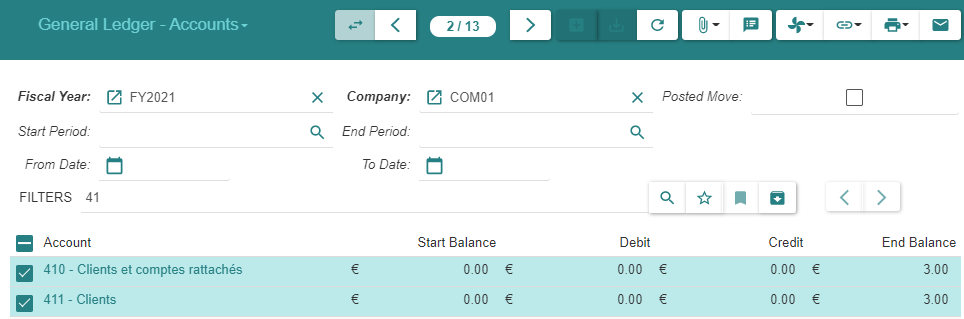 General Ledger - Accounts
2 / 13
Fiscal Year: FY2021 Company: COM01 Posted Move:
Start Period: End Period:
From Date: To Date:
FILTERS 41
Account Start Balance Debit Credit End Balance
410 - Clients et comptes rattachés € 0.00 € 0.00 € 0.00 € 3.00
411 - Clients € 0.00 € 0.00 € 0.00 € 3.00